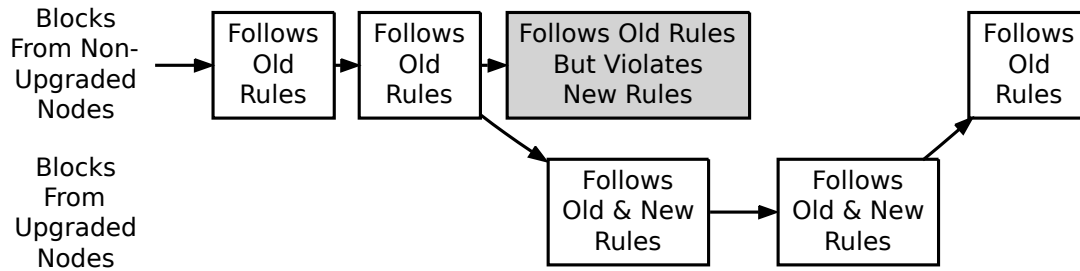 Blocks
From Non-
Upgraded
Nodes
Follows
Old
Rules
Follows
Old
Rules
Follows Old Rules
But Violates
New Rules
Follows
Old
Rules
Blocks
From
Upgraded
Nodes
Follows
Old & New
Rules
Follows
Old & New
Rules